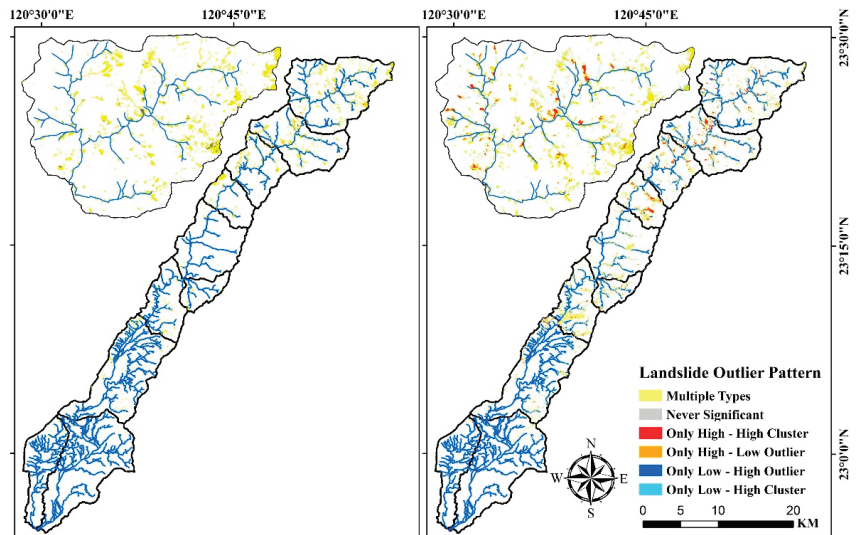 120°30'0"E 120°45'0"E 120°30'0"E 120°45'0"E
23°30'0"N
23°15'0"N
23°0'0"N
Landslide Outlier Pattern
Multiple Types
Never Significant
Only High - High Cluster
Only High - Low Outlier
Only Low - High Outlier
Only Low - High Cluster
N
W E
S
0 5 10 20
KM